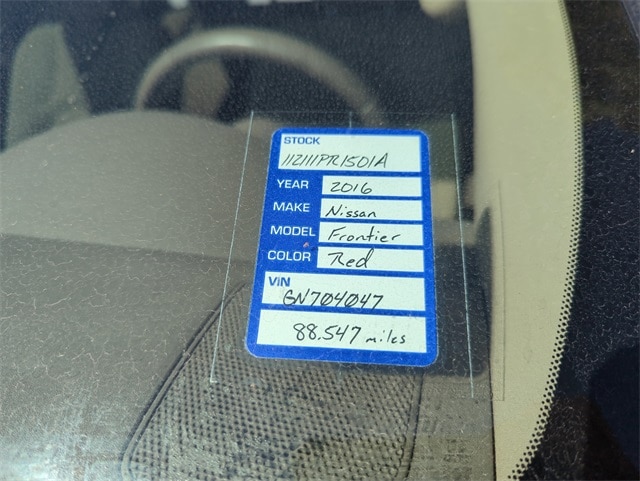 STOCK
112111PR1501A
YEAR 2016
MAKE Nissan
MODEL Frontier
COLOR Red
VIN
GN704047
88.547 miles